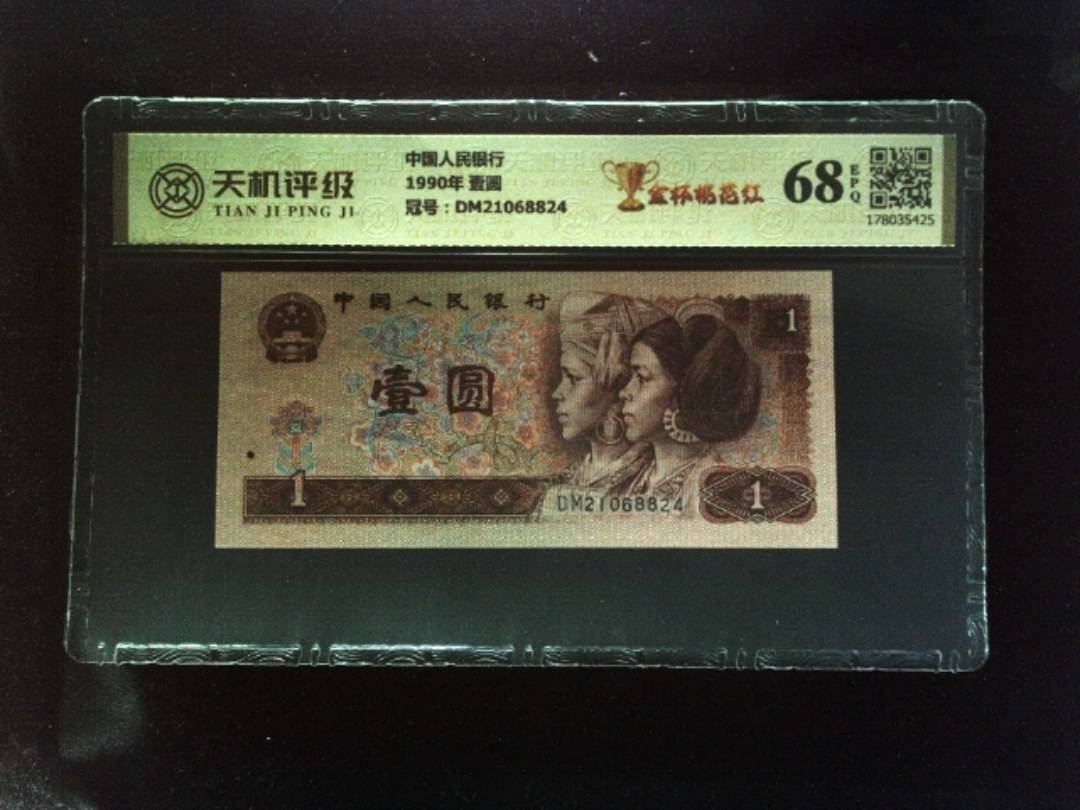 天机评级
TIAN JI PING JI
中国人民银行
1990年 壹圆
冠号：DM21068824
金杯桃花红
68
EPQ
178035425
中国人民银行
1
壹圆
1
DM21068824
1